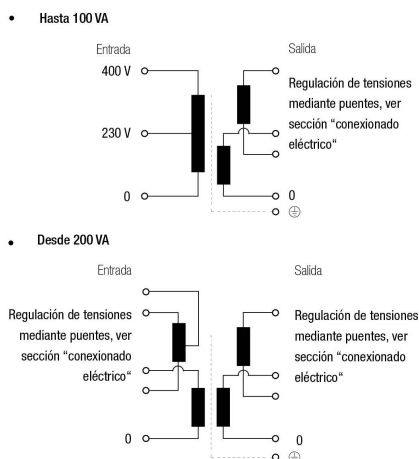 • Hasta 100 VA
Entrada
Salida
400 V
230 V
0
Regulación de tensiones
mediante puentes, ver
sección “conexionado
eléctrico“
0
• Desde 200 VA
Entrada
Salida
Regulación de tensiones
mediante puentes, ver
sección “conexionado
eléctrico“
0
Regulación de tensiones
mediante puentes, ver
sección “conexionado
eléctrico“
0